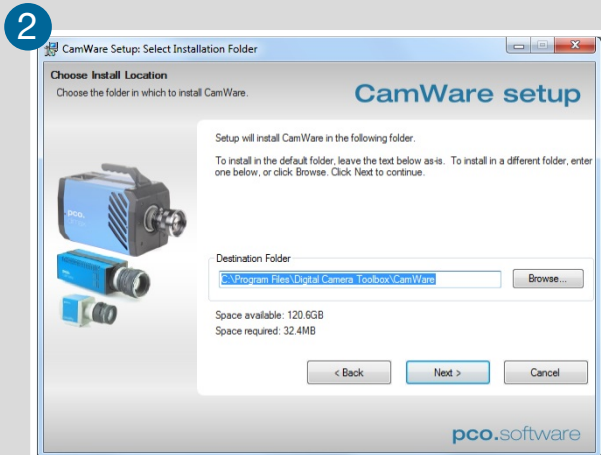 2
CamWare Setup: Select Installation Folder
Choose Install Location
Choose the folder in which to install CamWare.
CamWare setup
Setup will install CamWare in the following folder.
To install in the default folder, leave the text below as-is. To install in a different folder, enter
one below, or click Browse. Click Next to continue.
pco.
Destination Folder
C:\Program Files\Digital Camera Toolbox\CamWare
Browse...
Space available: 120.6GB
Space required: 32.4MB
< Back
Next >
Cancel
pco.software